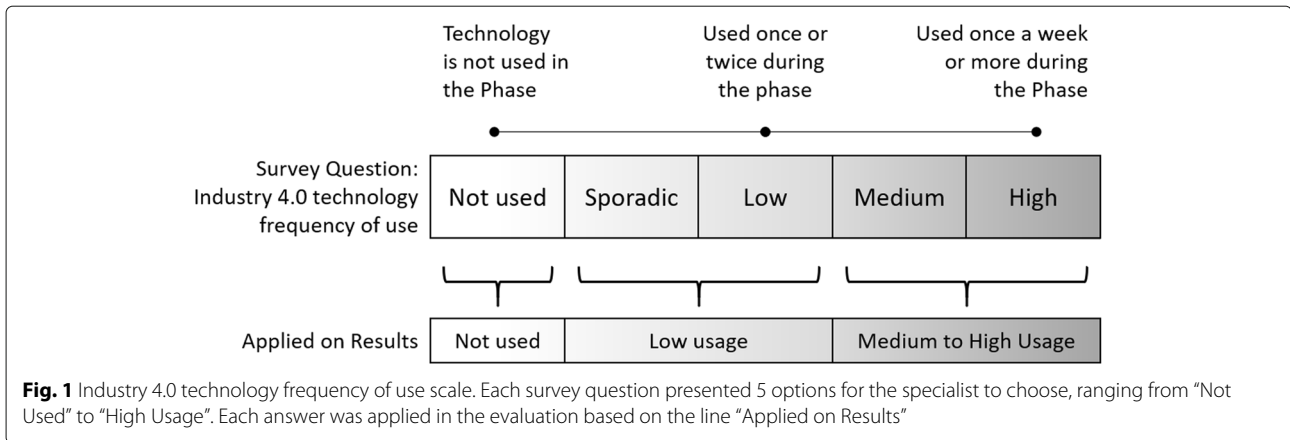 Technology
is not used in
the Phase
Used once or
twice during
the phase
Used once a week
or more during
the Phase
Survey Question:
Industry 4.0 technology
frequency of use
Not used
Sporadic
Low
Medium
High
Applied on Results
Not used
Low usage
Medium to High Usage
Fig. 1 Industry 4.0 technology frequency of use scale. Each survey question presented 5 options for the specialist to choose, ranging from “Not
Used” to “High Usage”. Each answer was applied in the evaluation based on the line “Applied on Results”